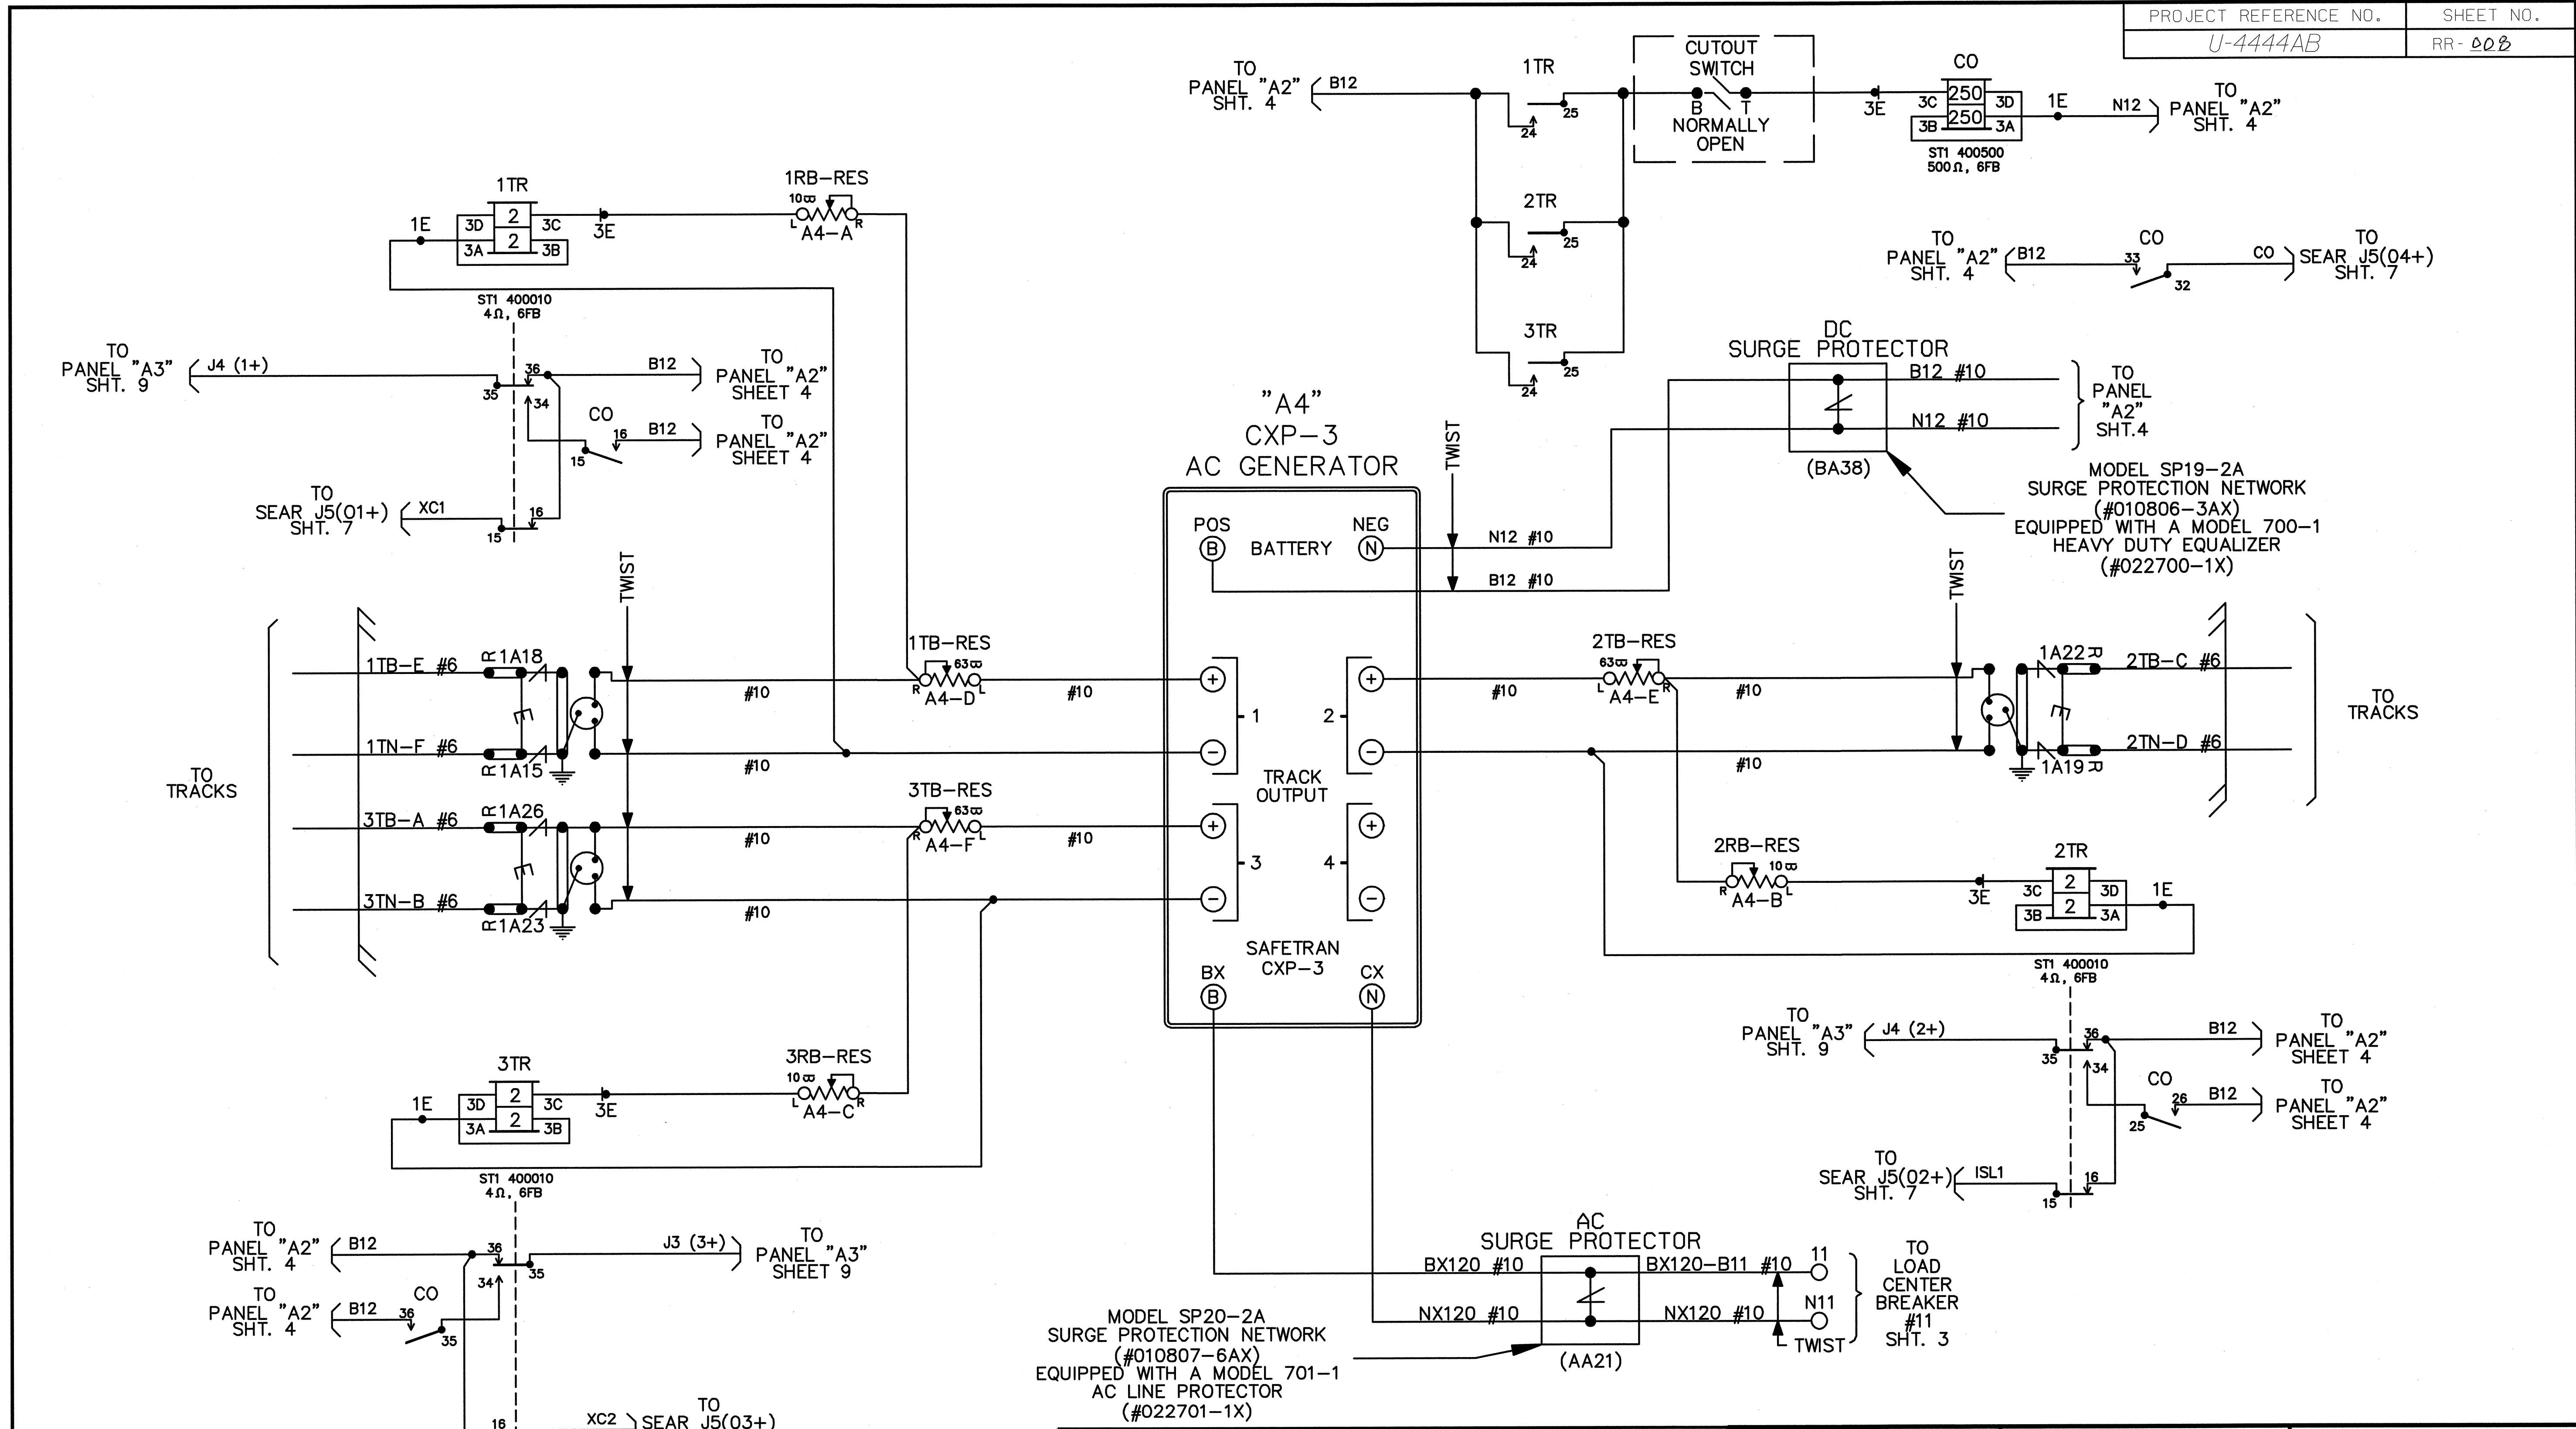 PROJECT REFERENCE NO.
SHEET NO.
U-4444AB
RR- 008
TO
PANEL "A2"
SHT. 4
B12
1TR
24
25
CUTOUT
SWITCH
B
T
NORMALLY
OPEN
3E
CO
3C
250
3D
3B
250
3A
1E
N12
TO
PANEL "A2"
SHT. 4
ST1 400500
500Ω, 6FB
2TR
24
25
3TR
24
25
TO
PANEL "A2"
SHT. 4
B12
CO
33
32
CO
TO
SEAR J5(04+)
SHT. 7
1TR
1E
3D
2
3C
3A
2
3B
3E
1RB-RES
10
L
R
A4-A
ST1 400010
4Ω, 6FB
TO
PANEL "A3"
SHT. 9
J4 (1+)
35
36
34
B12
TO
PANEL "A2"
SHEET 4
CO
15
16
B12
TO
PANEL "A2"
SHEET 4
TO
SEAR J5(01+)
SHT. 7
XC1
15
16
DC
SURGE PROTECTOR
B12 #10
N12 #10
(BA38)
TO
PANEL
"A2"
SHT.4
MODEL SP19-2A
SURGE PROTECTION NETWORK
(#010806-3AX)
EQUIPPED WITH A MODEL 700-1
HEAVY DUTY EQUALIZER
(#022700-1X)
"A4"
CXP-3
AC GENERATOR
POS
B
BATTERY
NEG
N
TWIST
N12 #10
B12 #10
+
1
-
+
2
-
TRACK
OUTPUT
+
3
-
+
4
-
SAFETRAN
CXP-3
BX
B
CX
N
TO
TRACKS
1TB-E #6
R
1A18
E
1TN-F #6
R
1A15
3TB-A #6
R
1A26
E
3TN-B #6
R
1A23
TWIST
#10
1TB-RES
63
R
L
A4-D
#10
#10
#10
3TB-RES
63
R
L
A4-F
#10
#10
2TB-RES
63
L
R
A4-E
#10
#10
#10
TWIST
1A22
R
2TB-C #6
E
1A19
R
2TN-D #6
TO
TRACKS
2RB-RES
10
R
L
A4-B
3E
2TR
3C
2
3D
3B
2
3A
1E
ST1 400010
4Ω, 6FB
TO
PANEL "A3"
SHT. 9
J4 (2+)
35
36
34
B12
TO
PANEL "A2"
SHEET 4
CO
25
26
B12
TO
PANEL "A2"
SHEET 4
TO
SEAR J5(02+)
SHT. 7
ISL1
15
16
3TR
1E
3D
2
3C
3A
2
3B
3E
3RB-RES
10
L
R
A4-C
ST1 400010
4Ω, 6FB
TO
PANEL "A2"
SHT. 4
B12
36
34
35
J3 (3+)
TO
PANEL "A3"
SHEET 9
TO
PANEL "A2"
SHT. 4
B12
CO
36
35
16
XC2
TO
SEAR J5(03+)
AC
SURGE PROTECTOR
BX120 #10
BX120-B11 #10
11
NX120 #10
NX120 #10
N11
TWIST
(AA21)
TO
LOAD
CENTER
BREAKER
#11
SHT. 3
MODEL SP20-2A
SURGE PROTECTION NETWORK
(#010807-6AX)
EQUIPPED WITH A MODEL 701-1
AC LINE PROTECTOR
(#022701-1X)